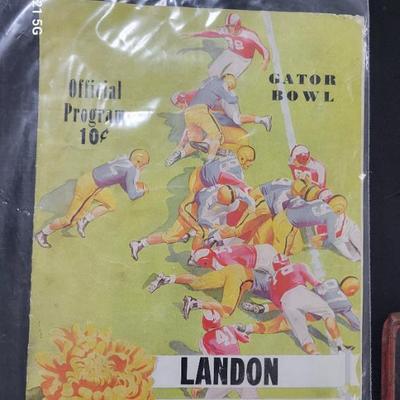 Official
Program
10¢
GATOR
BOWL
LANDON